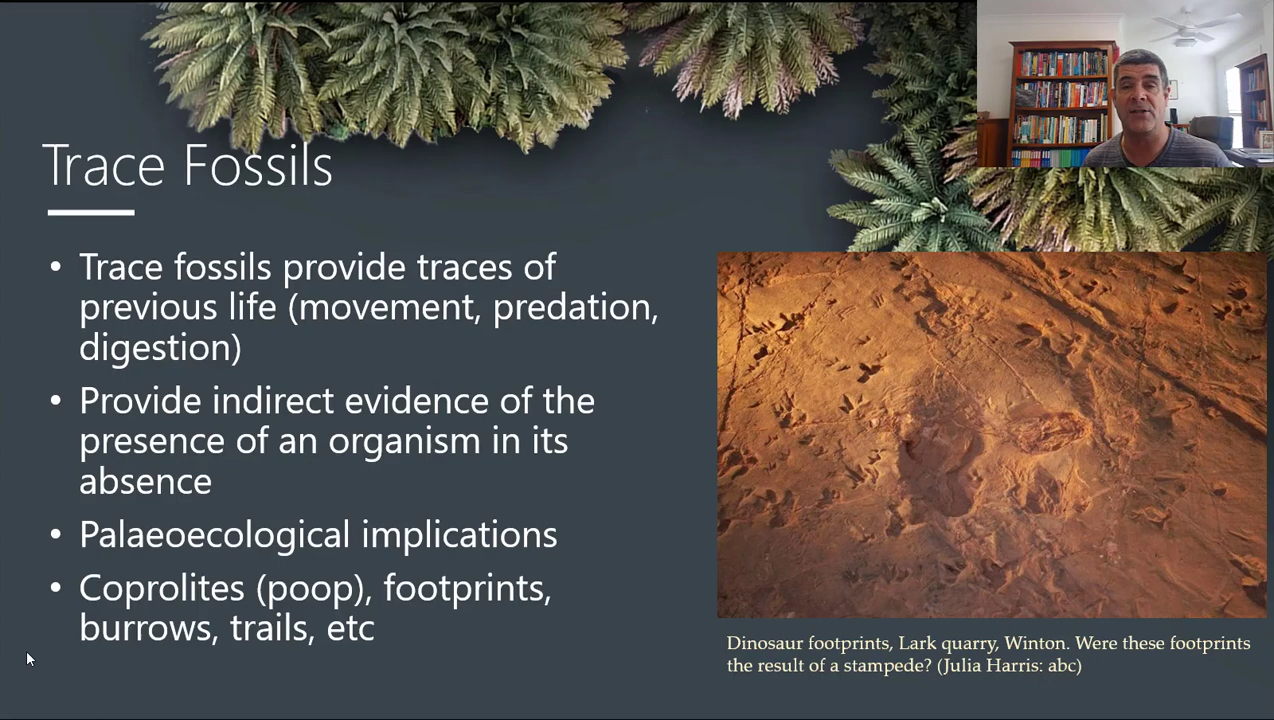 Trace Fossils
• Trace fossils provide traces of
previous life (movement, predation,
digestion)
• Provide indirect evidence of the
presence of an organism in its
absence
• Palaeoecological implications
• Coprolites (poop), footprints,
burrows, trails, etc
Dinosaur footprints, Lark quarry, Winton. Were these footprints
the result of a stampede? (Julia Harris: abc)